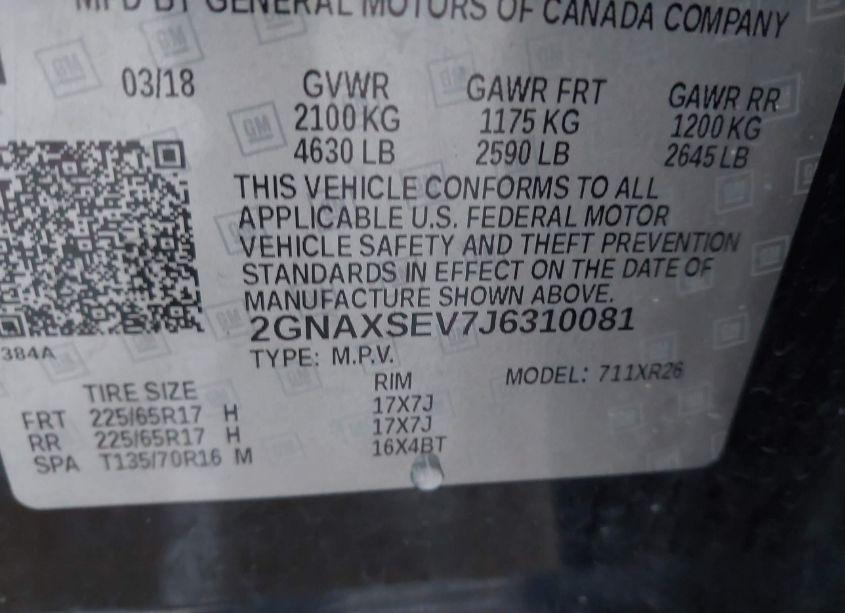 MFD BY GENERAL MOTORS OF CANADA COMPANY
03/18 GVWR GAWR FRT GAWR RR
2100 KG 1175 KG 1200 KG
4630 LB 2590 LB 2645 LB
THIS VEHICLE CONFORMS TO ALL
APPLICABLE U.S. FEDERAL MOTOR
VEHICLE SAFETY AND THEFT PREVENTION
STANDARDS IN EFFECT ON THE DATE OF
MANUFACTURE SHOWN ABOVE.
2GNAXSEV7J6310081
384A
TYPE: M.P.V. MODEL: 711XR26
TIRE SIZE RIM
FRT 225/65R17 H 17X7J
RR 225/65R17 H 17X7J
SPA T135/70R16 M 16X4BT
GM